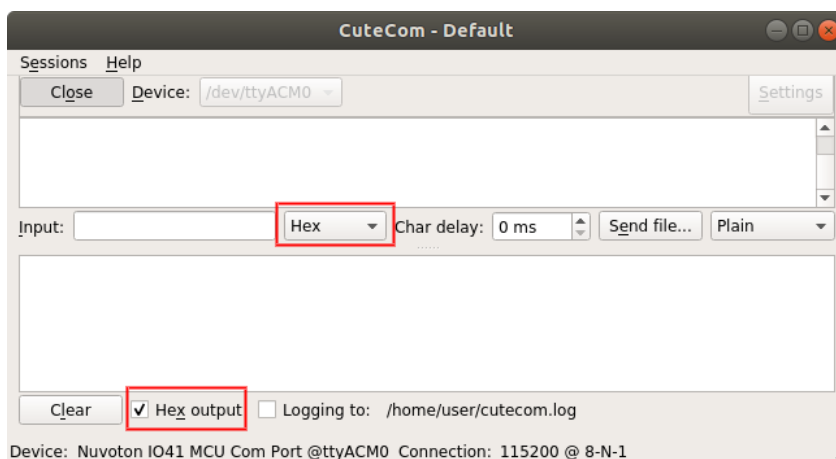 CuteCom - Default
Sessions Help
Close Device: /dev/ttyACM0 Settings
Input: Hex Char delay: 0 ms Send file... Plain
Clear Hex output Logging to: /home/user/cutecom.log
Device: Nuvoton IO41 MCU Com Port @ttyACM0 Connection: 115200 @ 8-N-1